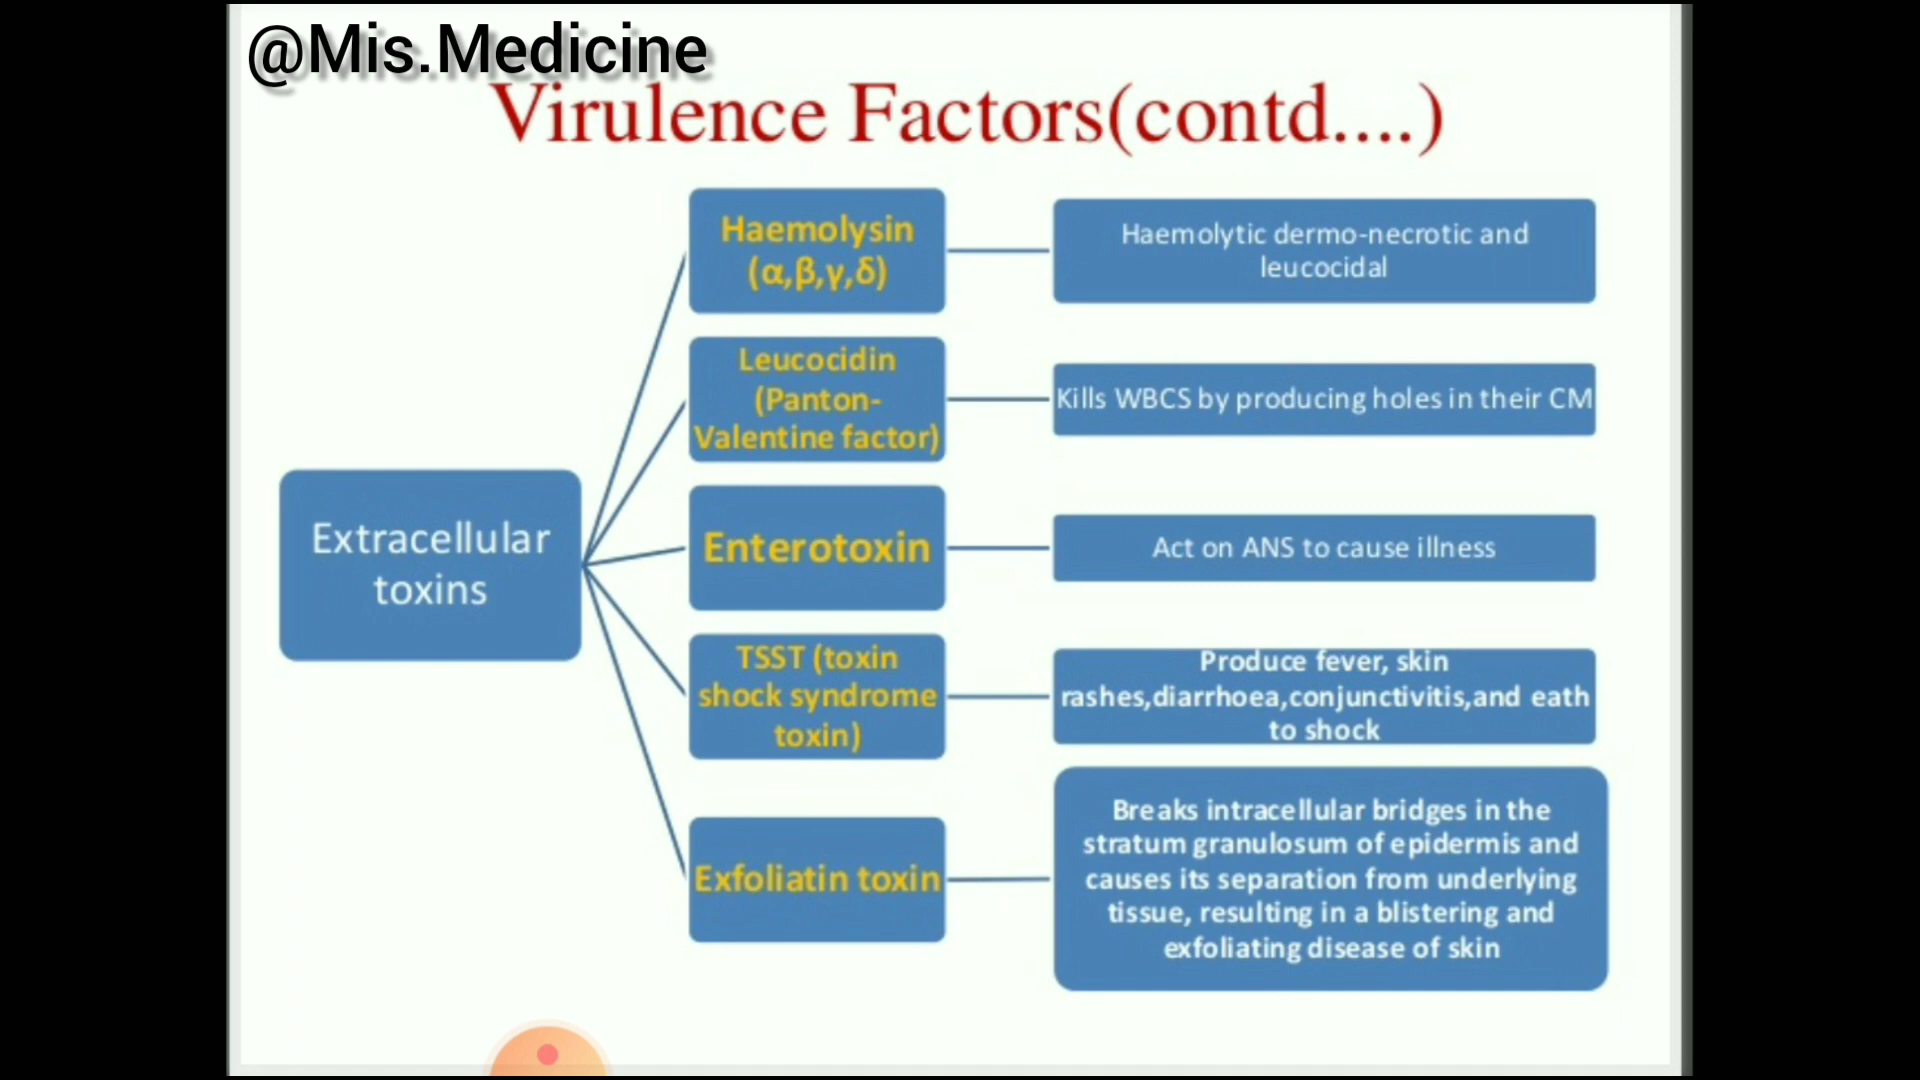 @Mis.Medicine
Virulence Factors(contd....)
Haemolysin
(α,β,γ,δ)
Haemolytic dermo-necrotic and
leucocidal
Leucocidin
(Panton-
Valentine factor)
Kills WBCS by producing holes in their CM
Extracellular
toxins
Enterotoxin
Act on ANS to cause illness
TSST (toxin
shock syndrome
toxin)
Produce fever, skin
rashes,diarrhoea,conjunctivitis,and eath
to shock
Exfoliatin toxin
Breaks intracellular bridges in the
stratum granulosum of epidermis and
causes its separation from underlying
tissue, resulting in a blistering and
exfoliating disease of skin